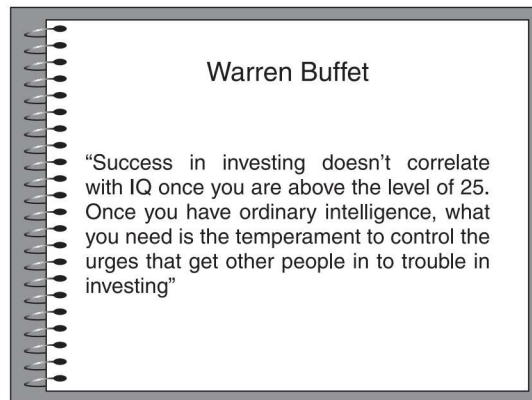 Warren Buffet
“Success in investing doesn’t correlate
with IQ once you are above the level of 25.
Once you have ordinary intelligence, what
you need is the temperament to control the
urges that get other people in to trouble in
investing”